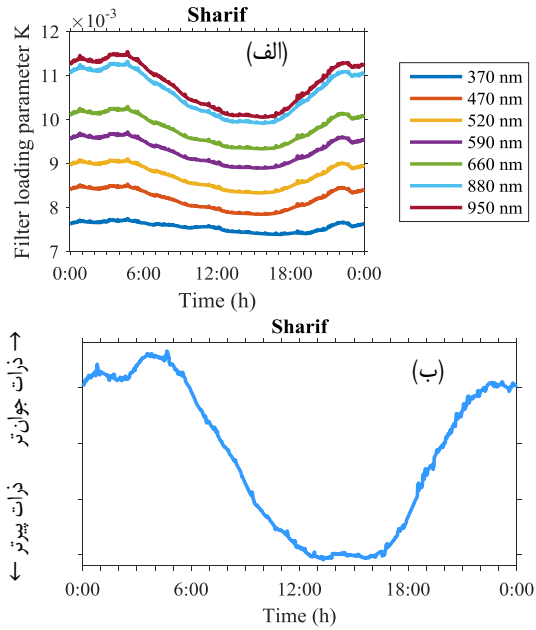 Sharif
×10⁻³
(الف)
12
11
10
9
8
7
Filter loading parameter K
0:00 6:00 12:00 18:00 0:00
Time (h)
370 nm
470 nm
520 nm
590 nm
660 nm
880 nm
950 nm
Sharif
(ب)
ذرات جوان‌تر →
← ذرات پیرتر
0:00 6:00 12:00 18:00 0:00
Time (h)